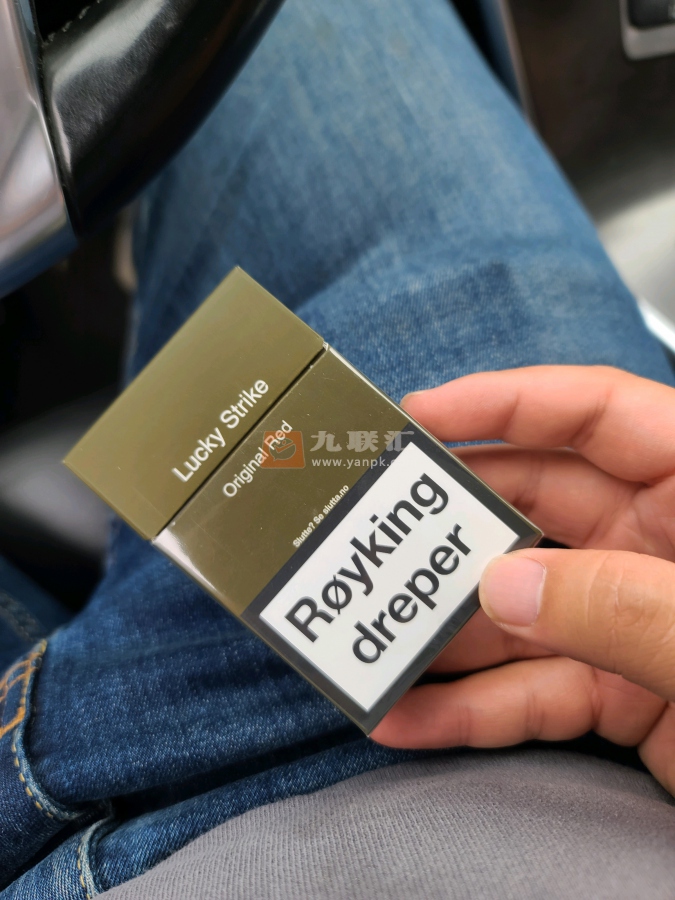 Lucky Strike
Original Red
九联汇
www.yanpk.c
Slutte? Se slutta.no
Røyking
dreper